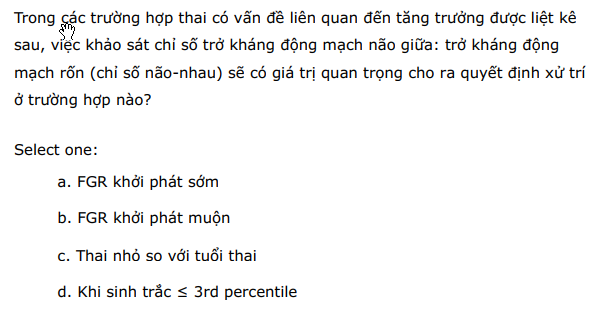 Trong các trường hợp thai có vấn đề liên quan đến tăng trưởng được liệt kê
sau, việc khảo sát chỉ số trở kháng động mạch não giữa: trở kháng động
mạch rốn (chỉ số não-nhau) sẽ có giá trị quan trọng cho ra quyết định xử trí
ở trường hợp nào?
Select one:
a. FGR khởi phát sớm
b. FGR khởi phát muộn
c. Thai nhỏ so với tuổi thai
d. Khi sinh trắc ≤ 3rd percentile